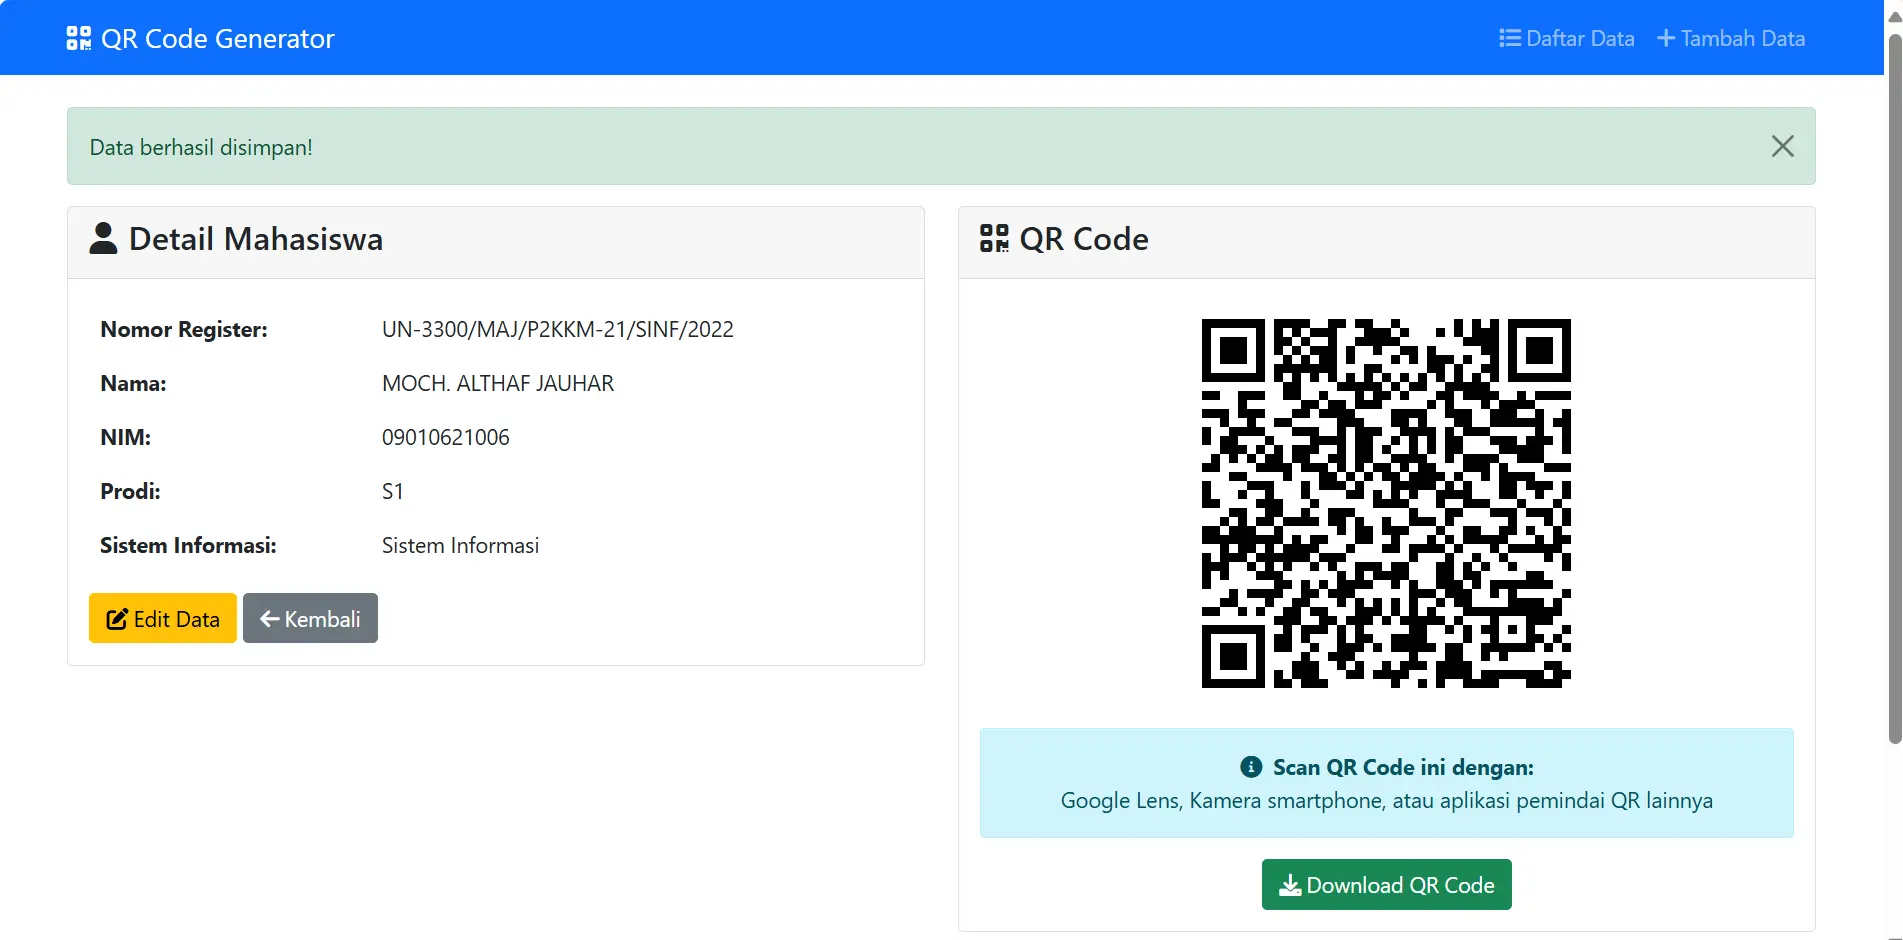 QR Code Generator
Daftar Data
Tambah Data
Data berhasil disimpan!
Detail Mahasiswa
Nomor Register: UN-3300/MAJ/P2KKM-21/SINF/2022
Nama: MOCH. ALTHAF JAUHAR
NIM: 09010621006
Prodi: S1
Sistem Informasi: Sistem Informasi
Edit Data
Kembali
QR Code
Scan QR Code ini dengan:
Google Lens, Kamera smartphone, atau aplikasi pemindai QR lainnya
Download QR Code